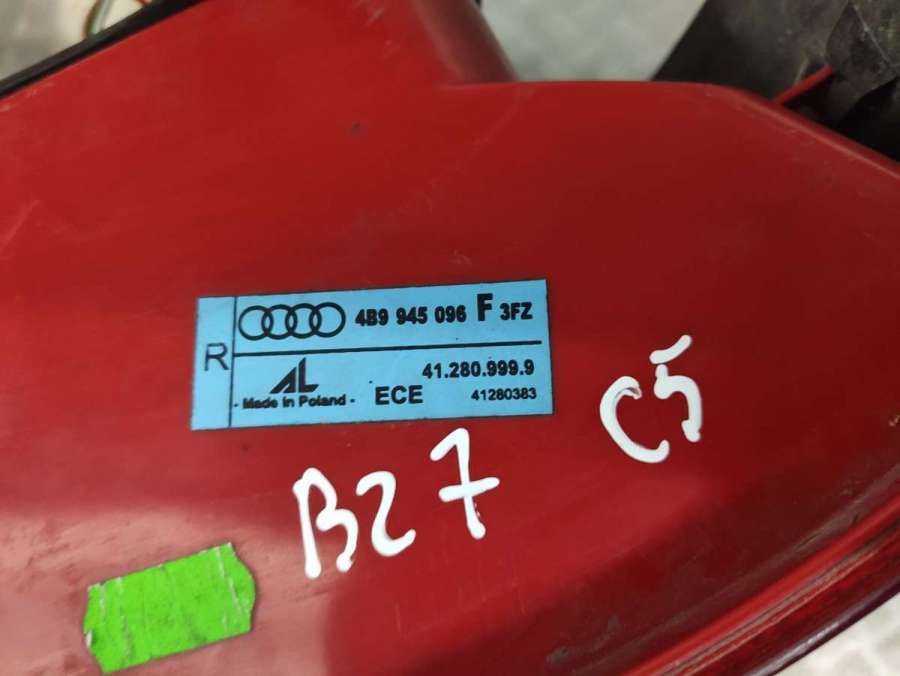 R
4B9 945 096 F 3FZ
AL
41.280.999.9
- Made in Poland - ECE 41280383
B27 C5